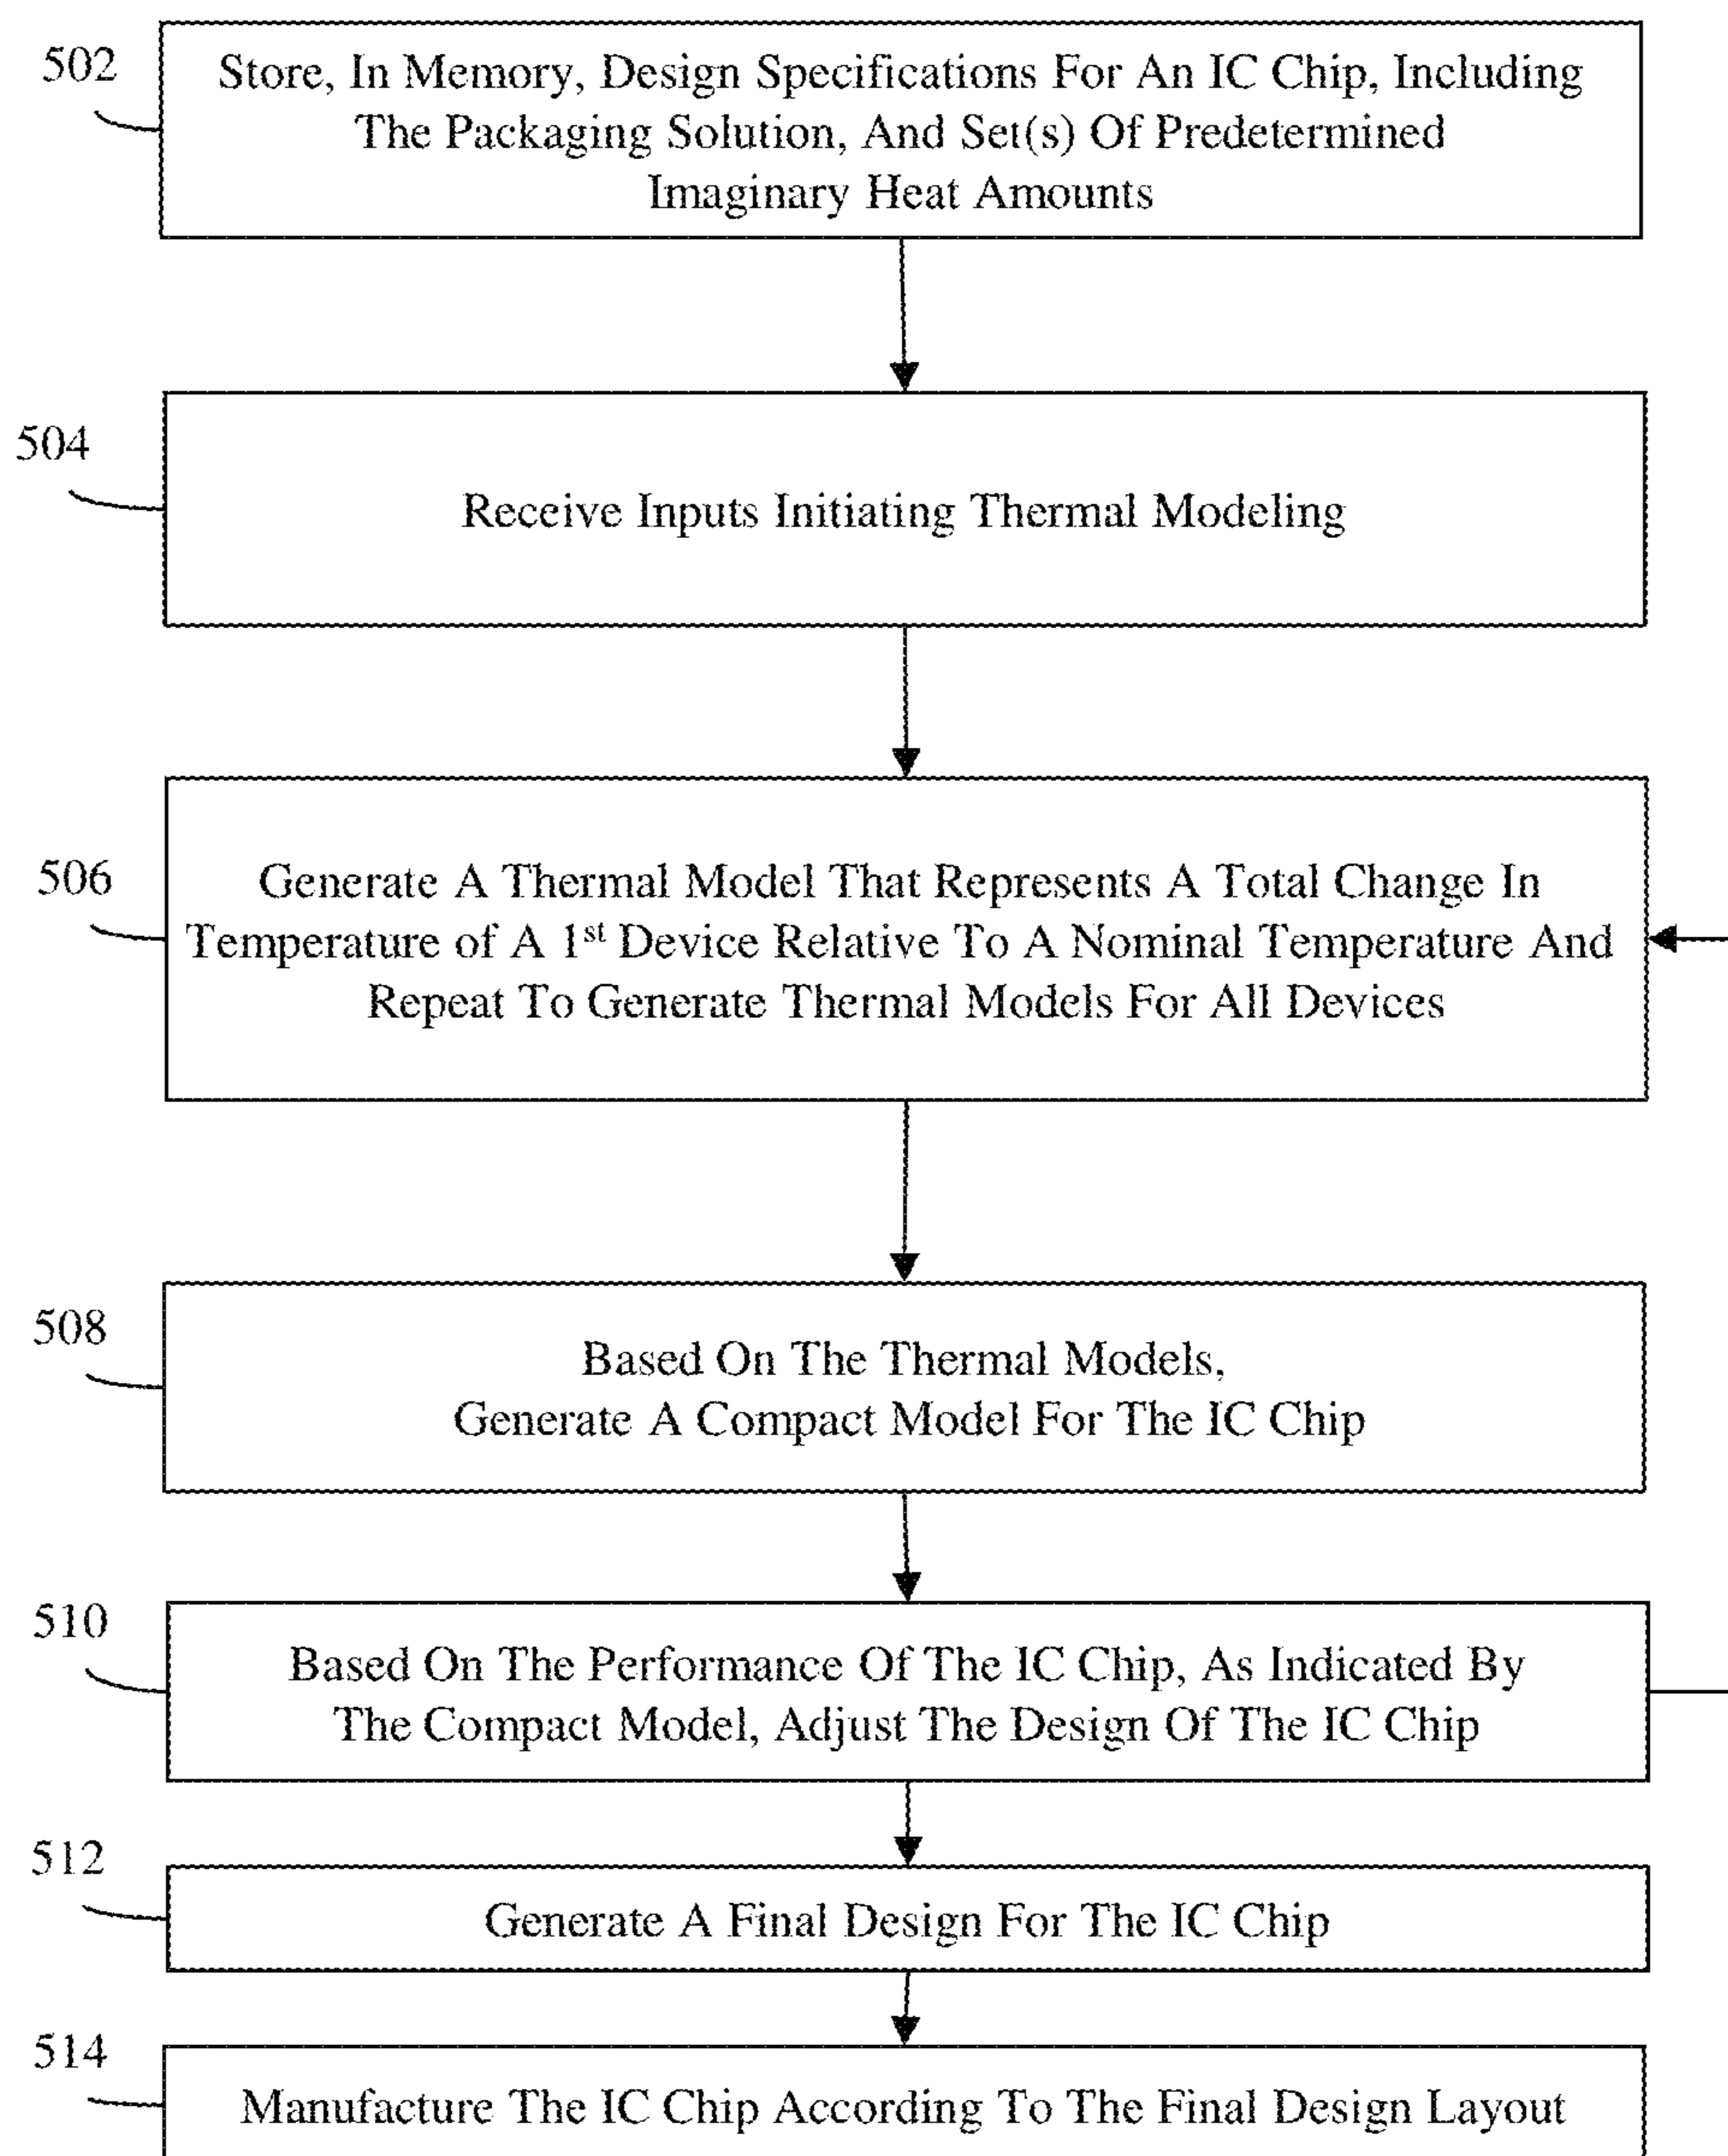 502
Store, In Memory, Design Specifications For An IC Chip, Including
The Packaging Solution, And Set(s) Of Predetermined
Imaginary Heat Amounts
504
Receive Inputs Initiating Thermal Modeling
506
Generate A Thermal Model That Represents A Total Change In
Temperature of A 1st Device Relative To A Nominal Temperature And
Repeat To Generate Thermal Models For All Devices
508
Based On The Thermal Models,
Generate A Compact Model For The IC Chip
510
Based On The Performance Of The IC Chip, As Indicated By
The Compact Model, Adjust The Design Of The IC Chip
512
Generate A Final Design For The IC Chip
514
Manufacture The IC Chip According To The Final Design Layout